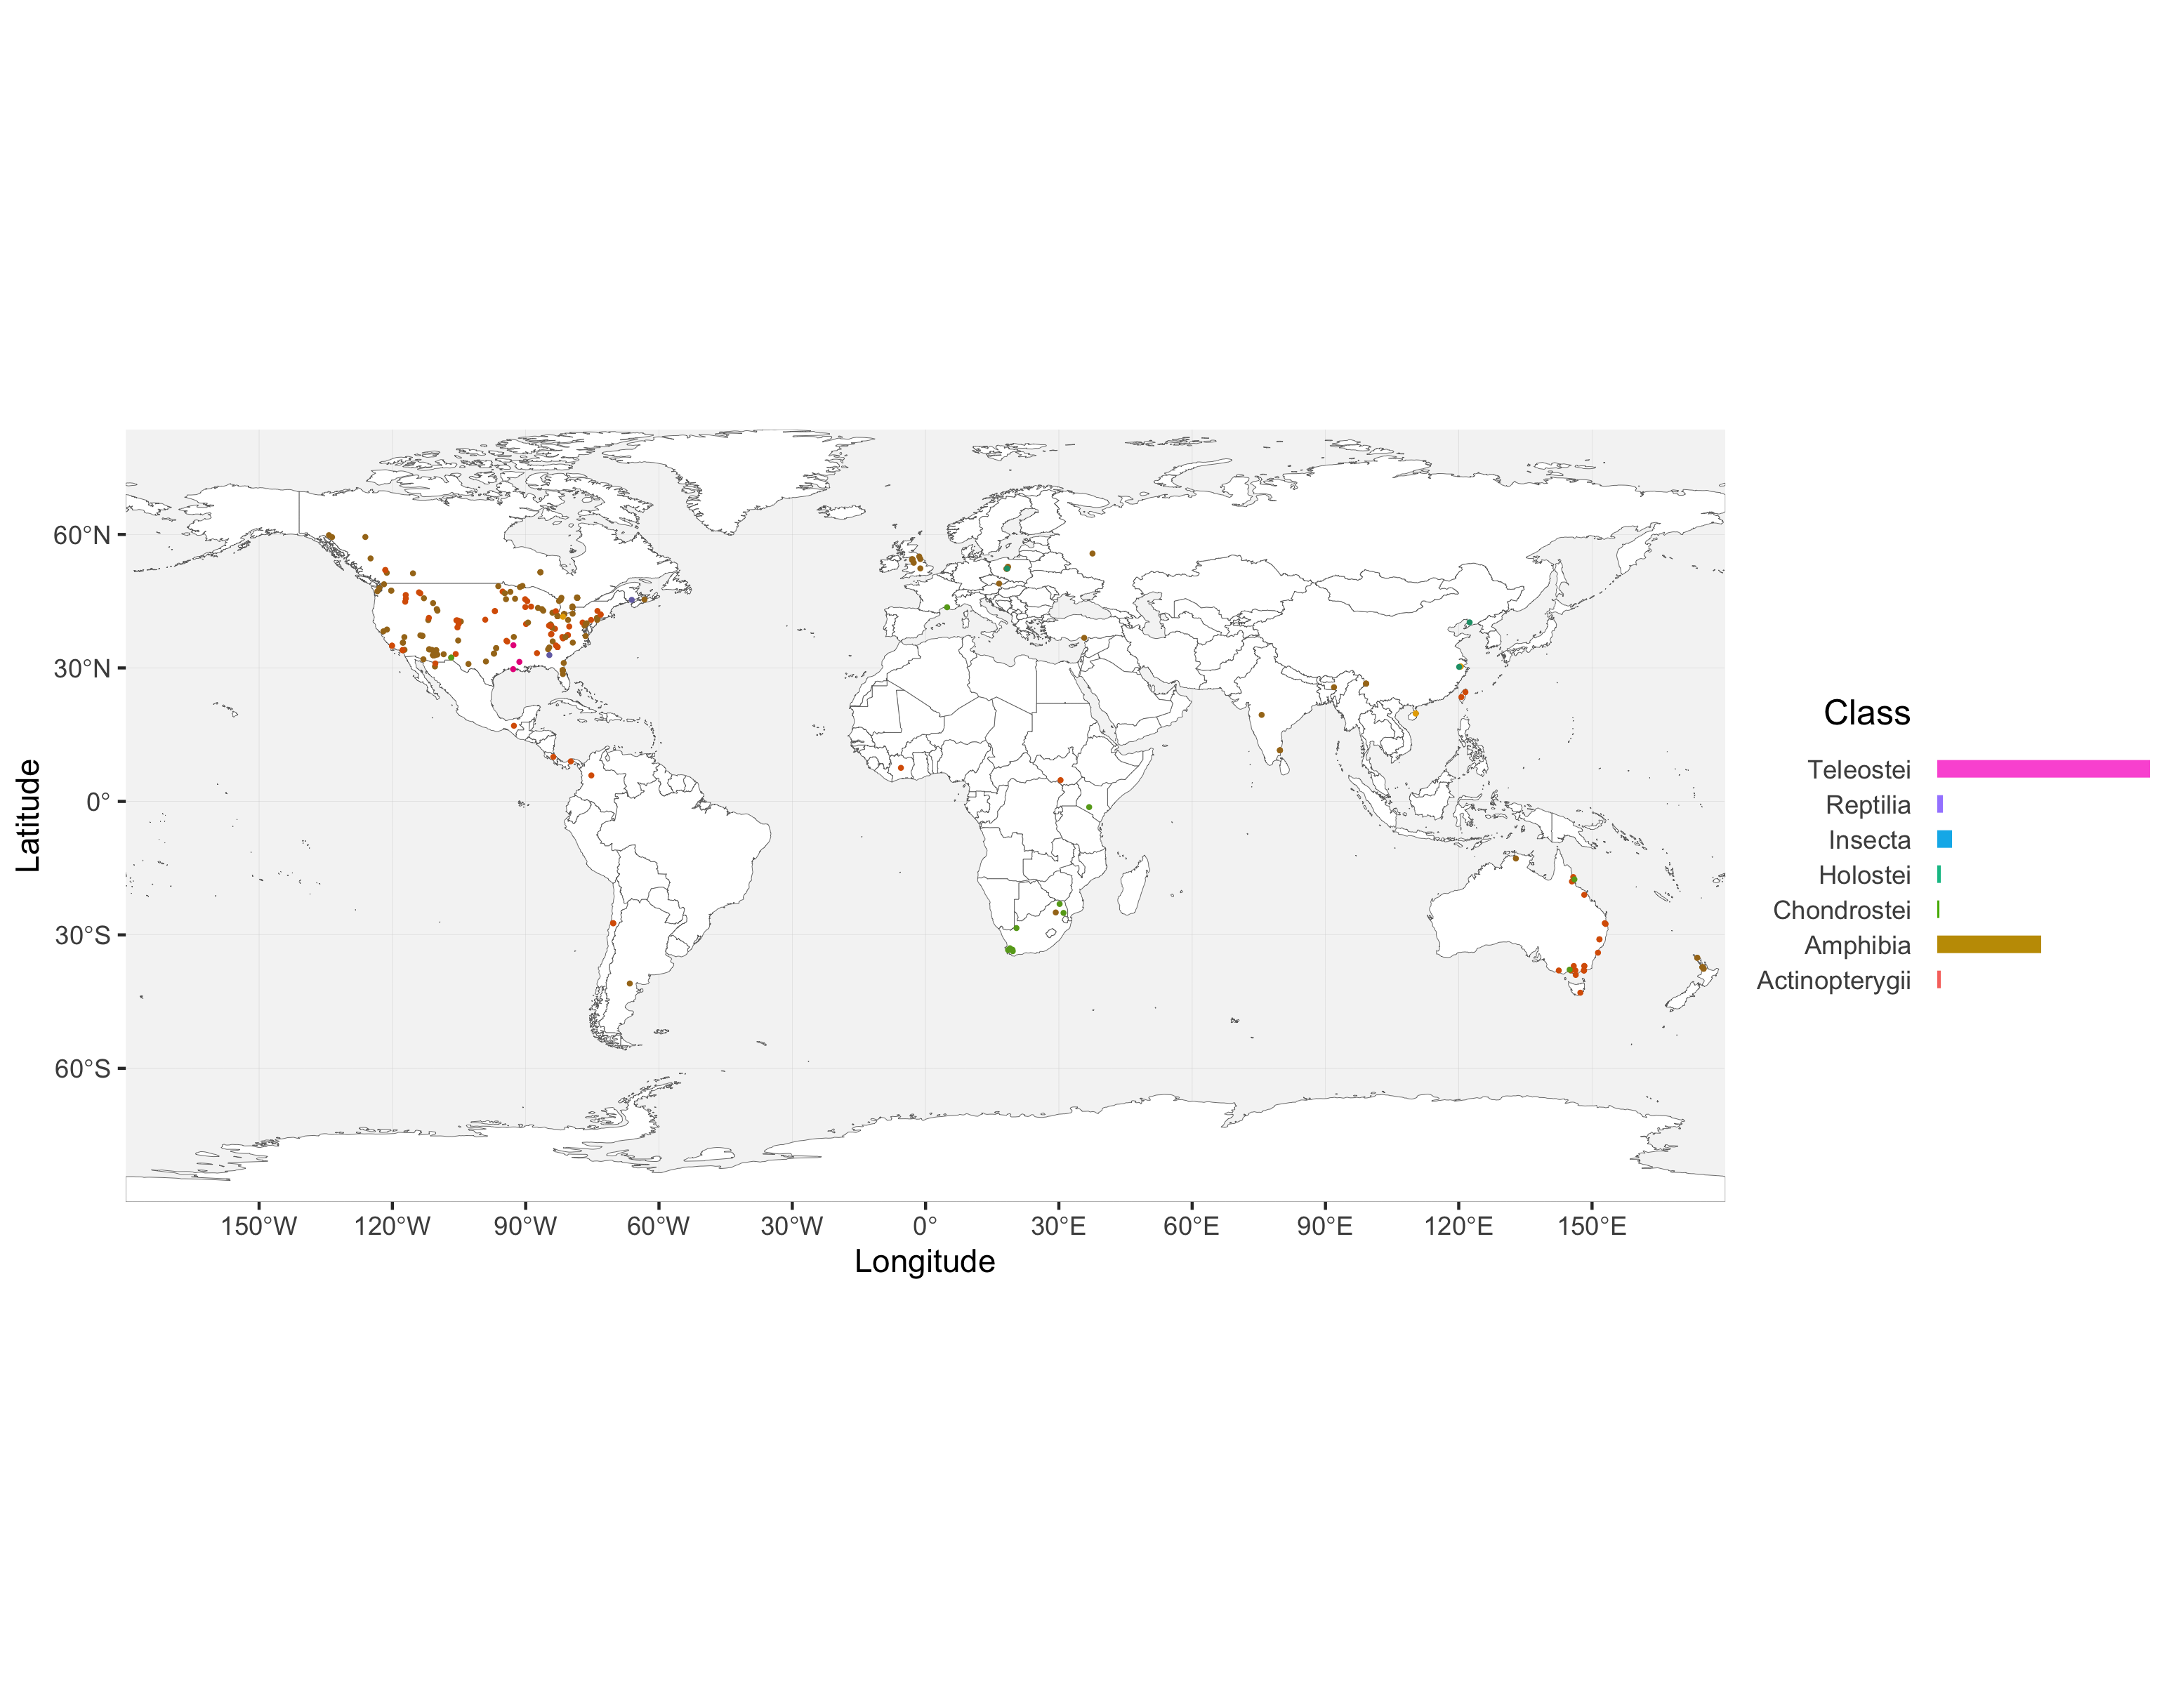 Latitude
60°N
30°N
0°
30°S
60°S
150°W 120°W 90°W 60°W 30°W 0° 30°E 60°E 90°E 120°E 150°E
Longitude
Class
Teleostei
Reptilia
Insecta
Holostei
Chondrostei
Amphibia
Actinopterygii